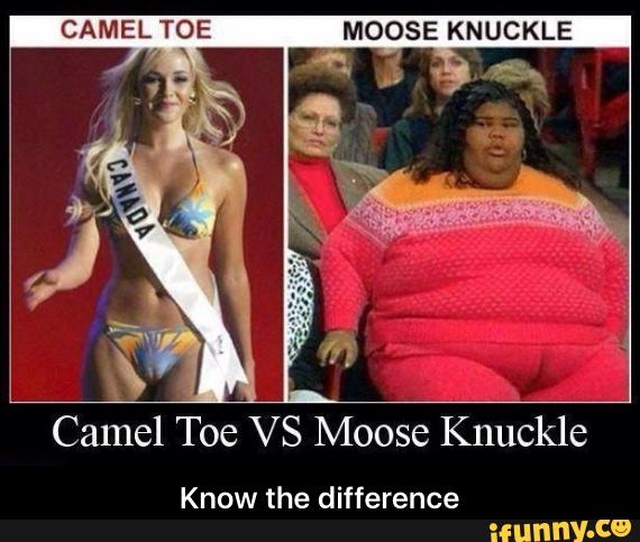 CAMEL TOE
MOOSE KNUCKLE
CANADA
Camel Toe VS Moose Knuckle
Know the difference
ifunny.co